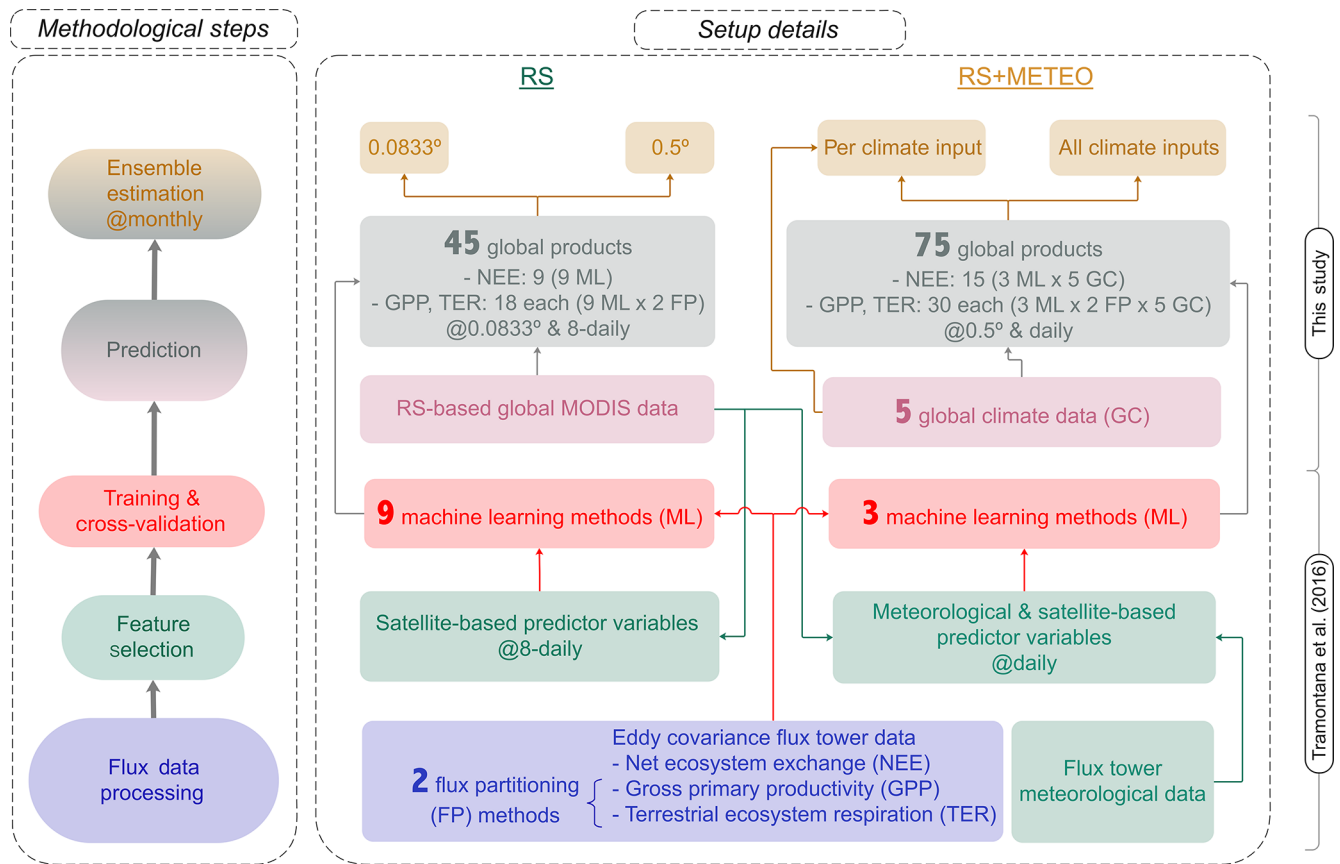 Methodological steps
Ensemble
estimation
@monthly
Prediction
Training &
cross-validation
Feature
selection
Flux data
processing
Setup details
RS
RS+METEO
0.0833º
0.5º
Per climate input
All climate inputs
45 global products
- NEE: 9 (9 ML)
- GPP, TER: 18 each (9 ML x 2 FP)
@0.0833º & 8-daily
75 global products
- NEE: 15 (3 ML x 5 GC)
- GPP, TER: 30 each (3 ML x 2 FP x 5 GC)
@0.5º & daily
RS-based global MODIS data
5 global climate data (GC)
9 machine learning methods (ML)
3 machine learning methods (ML)
Satellite-based predictor variables
@8-daily
Meteorological & satellite-based
predictor variables
@daily
Eddy covariance flux tower data
- Net ecosystem exchange (NEE)
2 flux partitioning
(FP) methods
- Gross primary productivity (GPP)
- Terrestrial ecosystem respiration (TER)
Flux tower
meteorological data
This study
Tramontana et al. (2016)